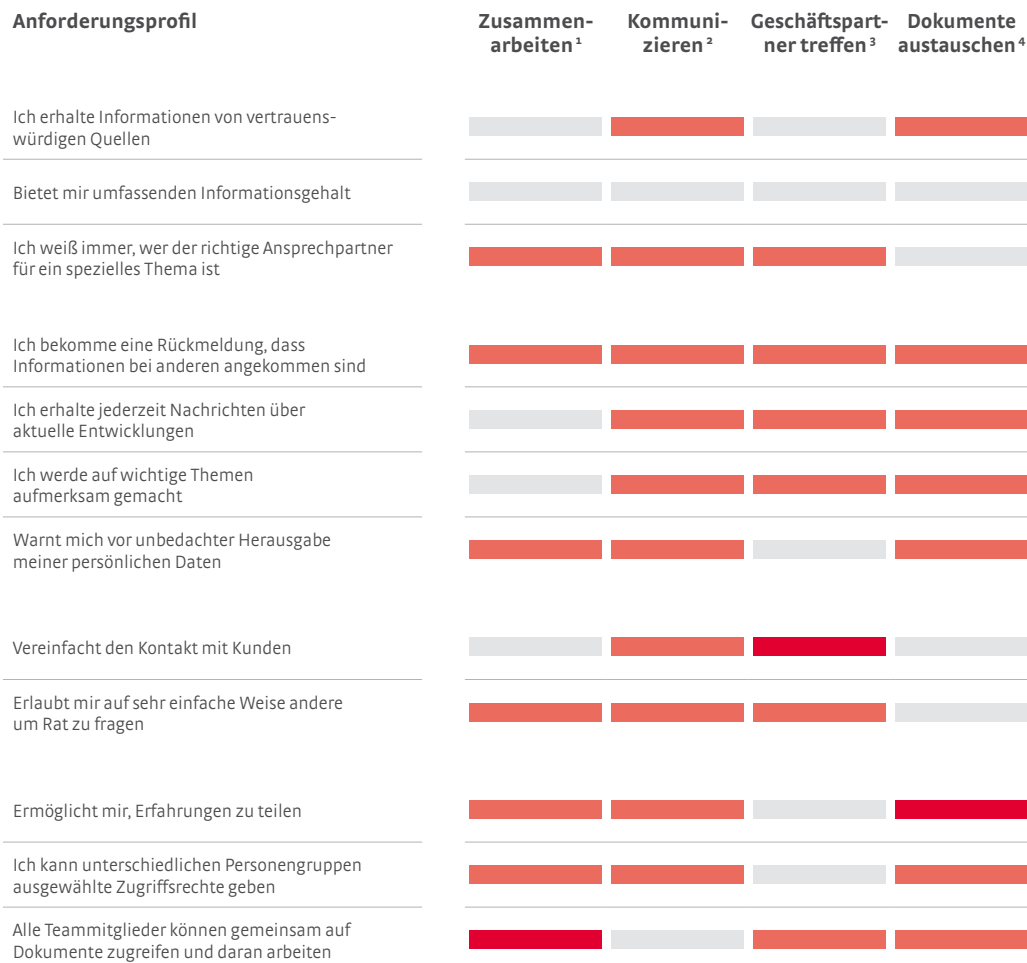 Anforderungsprofil
Zusammen-
arbeiten ¹
Kommuni-
zieren ²
Geschäftspart-
ner treffen ³
Dokumente
austauschen ⁴
Ich erhalte Informationen von vertrauens-
würdigen Quellen
Bietet mir umfassenden Informationsgehalt
Ich weiß immer, wer der richtige Ansprechpartner
für ein spezielles Thema ist
Ich bekomme eine Rückmeldung, dass
Informationen bei anderen angekommen sind
Ich erhalte jederzeit Nachrichten über
aktuelle Entwicklungen
Ich werde auf wichtige Themen
aufmerksam gemacht
Warnt mich vor unbedachter Herausgabe
meiner persönlichen Daten
Vereinfacht den Kontakt mit Kunden
Erlaubt mir auf sehr einfache Weise andere
um Rat zu fragen
Ermöglicht mir, Erfahrungen zu teilen
Ich kann unterschiedlichen Personengruppen
ausgewählte Zugriffsrechte geben
Alle Teammitglieder können gemeinsam auf
Dokumente zugreifen und daran arbeiten